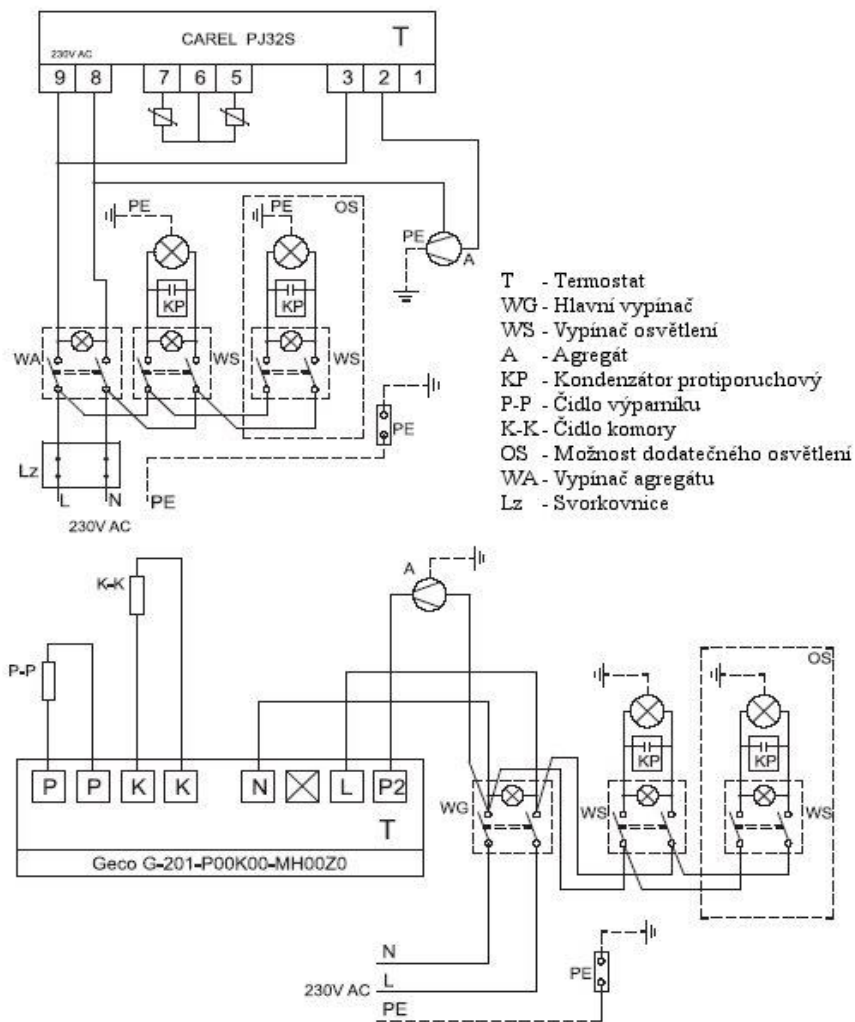 CAREL PJ32S T
230V AC
9 8 7 6 5 3 2 1
PE PE OS
PE
A
KP KP
WA WS WS
PE
Lz
L N PE
230V AC
T - Termostat
WG - Hlavní vypínač
WS - Vypínač osvětlení
A - Agregát
KP - Kondenzátor protiporuchový
P-P - Čidlo výparníku
K-K - Čidlo komory
OS - Možnost dodatečného osvětlení
WA - Vypínač agregátu
Lz - Svorkovnice
A
K-K
P-P
OS
KP KP
P P K K N L P2
WG WS WS
T
Geco G-201-P00K00-MH00Z0
N
230V AC L
PE
PE